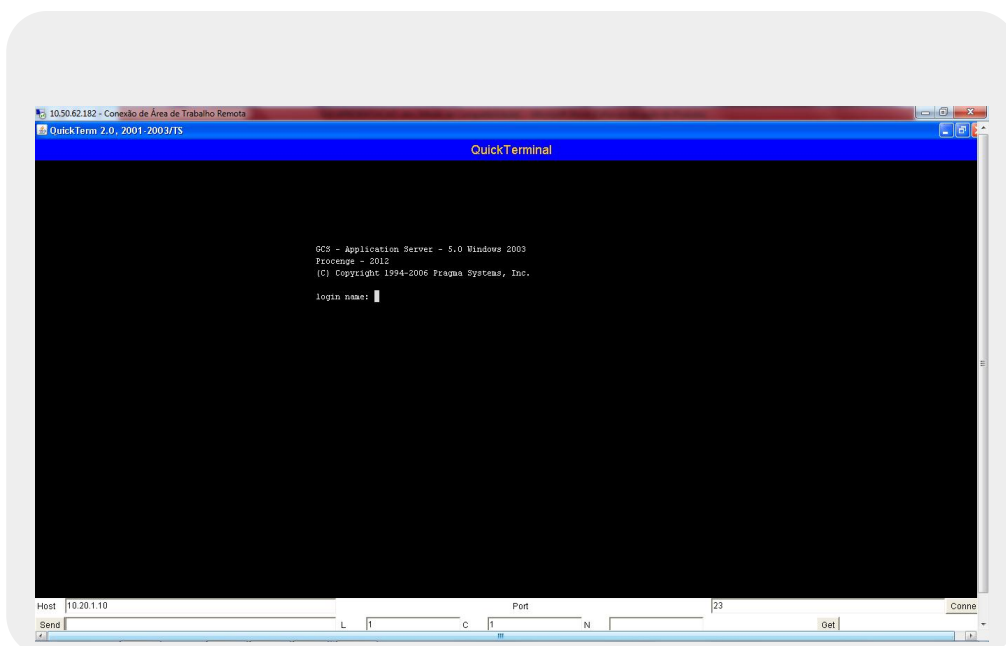 10.50.62.182 - Conexão de Área de Trabalho Remota
QuickTerm 2.0, 2001-2003/TS
QuickTerminal
GCS - Application Server - 5.0 Windows 2003
Procenge - 2012
(C) Copyright 1994-2006 Pragma Systems, Inc.
login name:
Host 10.20.1.10 Port 23 Conne
Send L 1 C 1 N Get